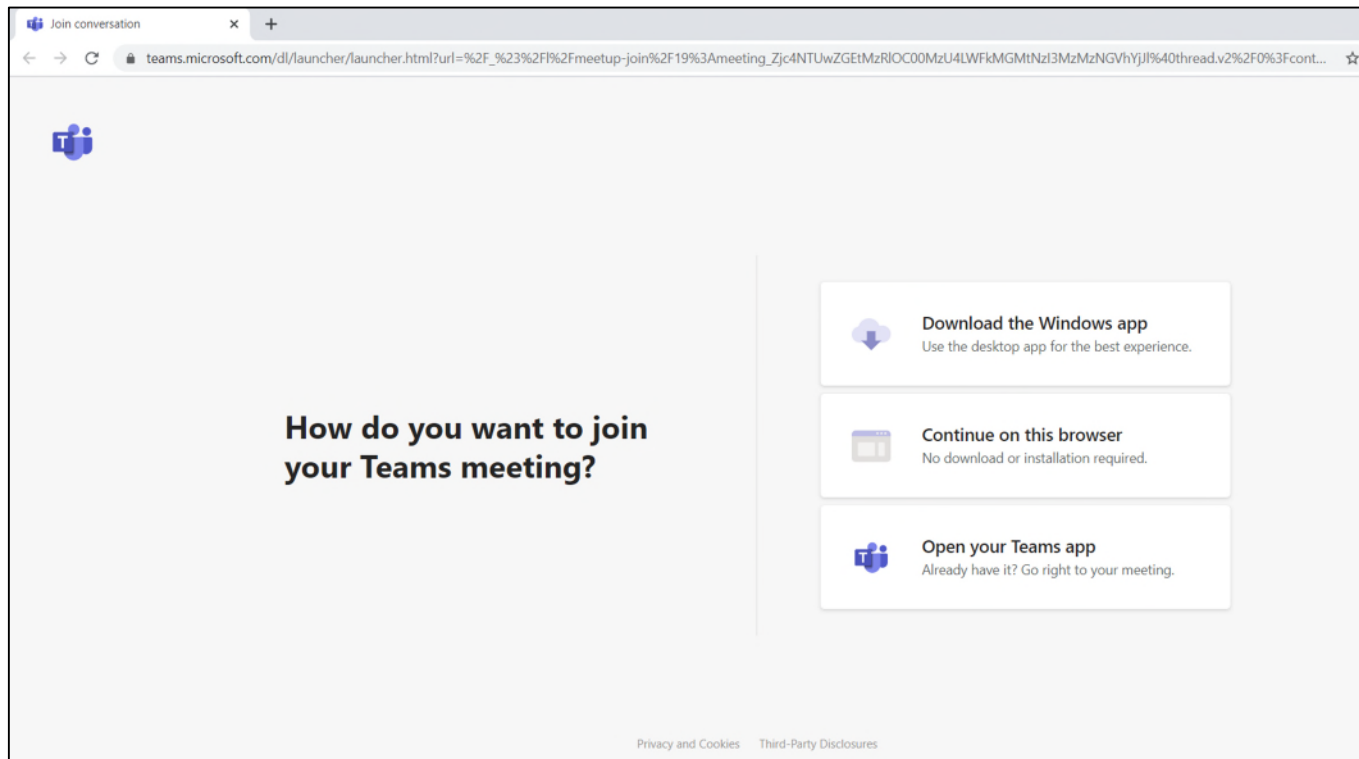 Join conversation
teams.microsoft.com/dl/launcher/launcher.html?url=%2F_%23%2Fl%2Fmeetup-join%2F19%3Ameeting_Zjc4NTUwZGEtMzRlOC00MzU4LWFkMGMtNzI3MzMzNGVhYjJl%40thread.v2%2F0%3Fcont...
T
How do you want to join
your Teams meeting?
Download the Windows app
Use the desktop app for the best experience.
Continue on this browser
No download or installation required.
T
Open your Teams app
Already have it? Go right to your meeting.
Privacy and Cookies Third-Party Disclosures